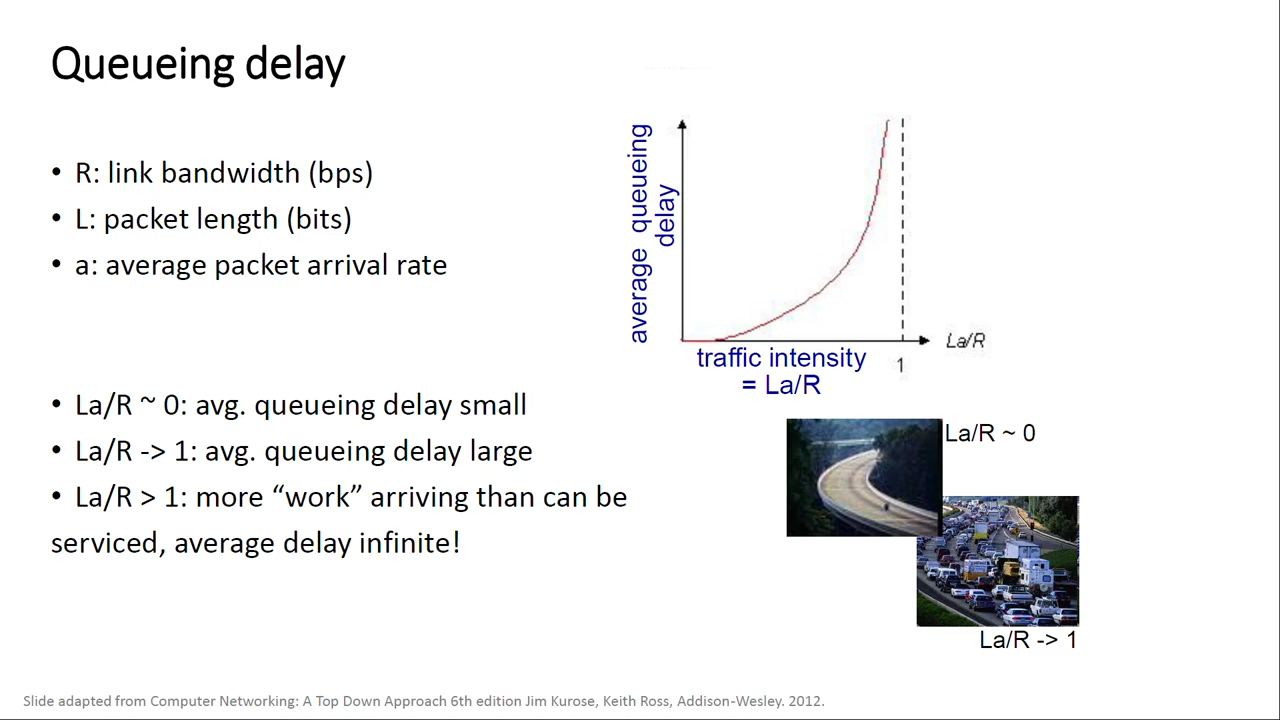 Queueing delay
• R: link bandwidth (bps)
• L: packet length (bits)
• a: average packet arrival rate
average queueing
delay
La/R
1
traffic intensity
= La/R
• La/R ~ 0: avg. queueing delay small
• La/R -> 1: avg. queueing delay large
• La/R > 1: more “work” arriving than can be
serviced, average delay infinite!
La/R ~ 0
La/R -> 1
Slide adapted from Computer Networking: A Top Down Approach 6th edition Jim Kurose, Keith Ross, Addison-Wesley. 2012.